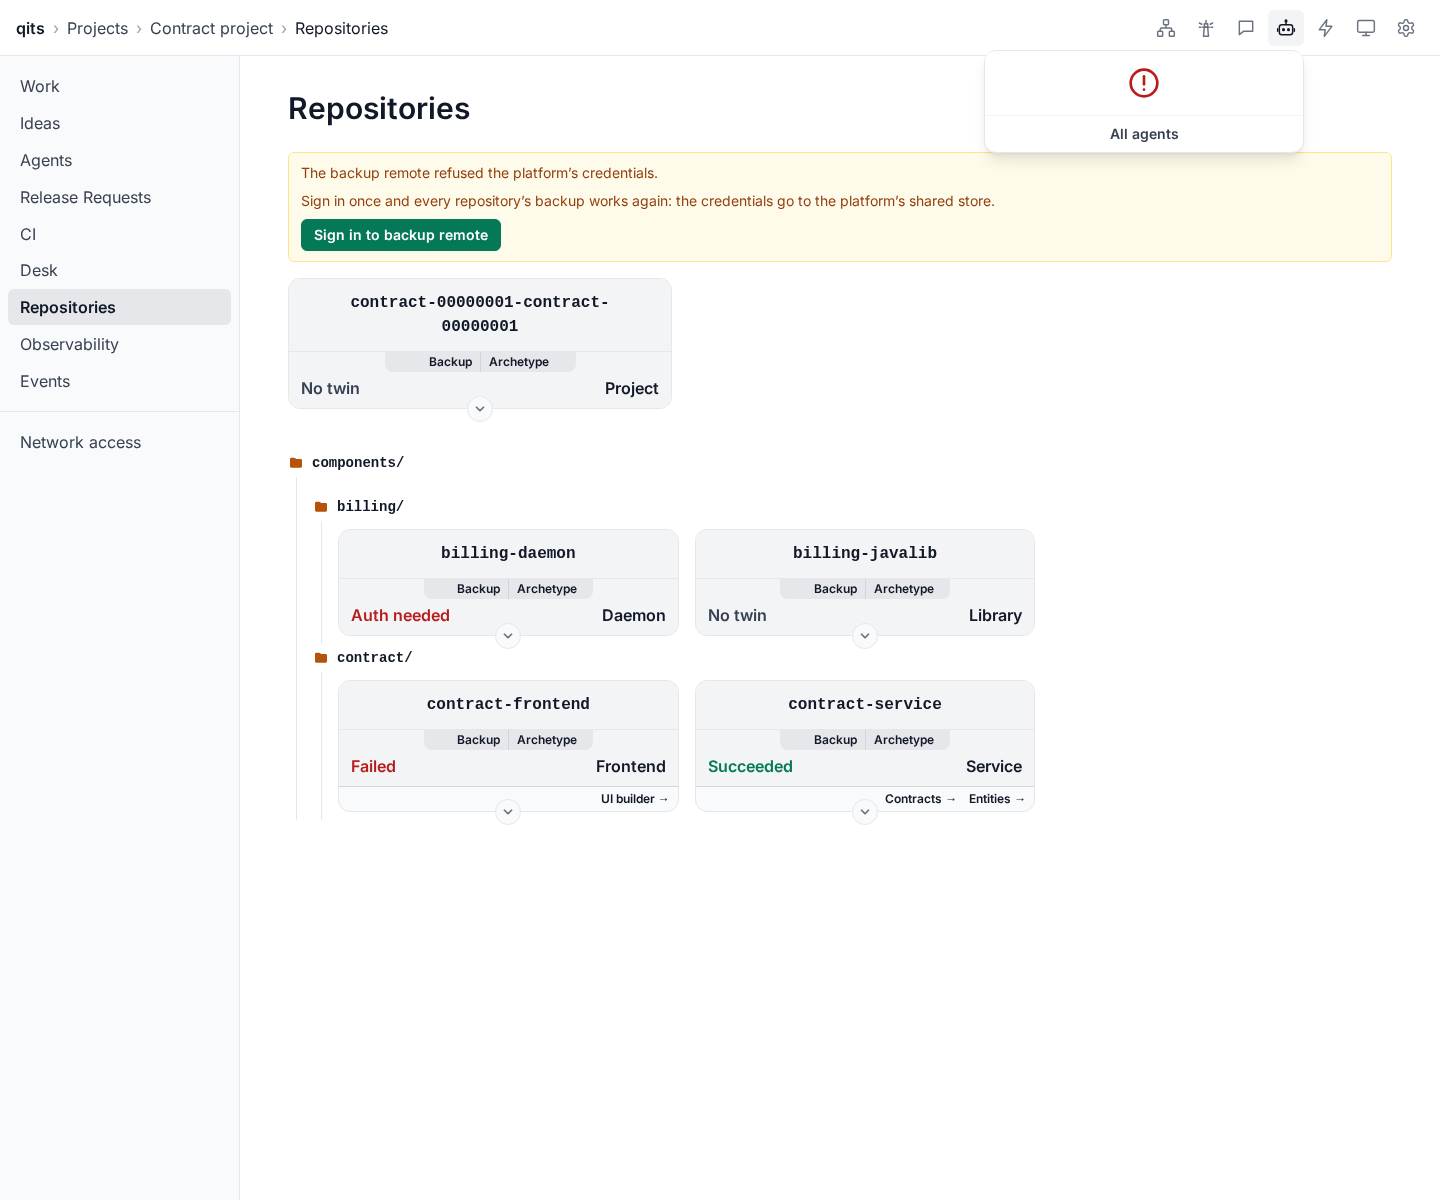 qits › Projects › Contract project › Repositories
All agents
Work
Ideas
Agents
Release Requests
CI
Desk
Repositories
Observability
Events
Network access
Repositories
The backup remote refused the platform’s credentials.
Sign in once and every repository’s backup works again: the credentials go to the platform’s shared store.
Sign in to backup remote
contract-00000001-contract-
00000001
Backup Archetype
No twin Project
components/
billing/
billing-daemon
Backup Archetype
Auth needed Daemon
billing-javalib
Backup Archetype
No twin Library
contract/
contract-frontend
Backup Archetype
Failed Frontend
UI builder →
contract-service
Backup Archetype
Succeeded Service
Contracts → Entities →